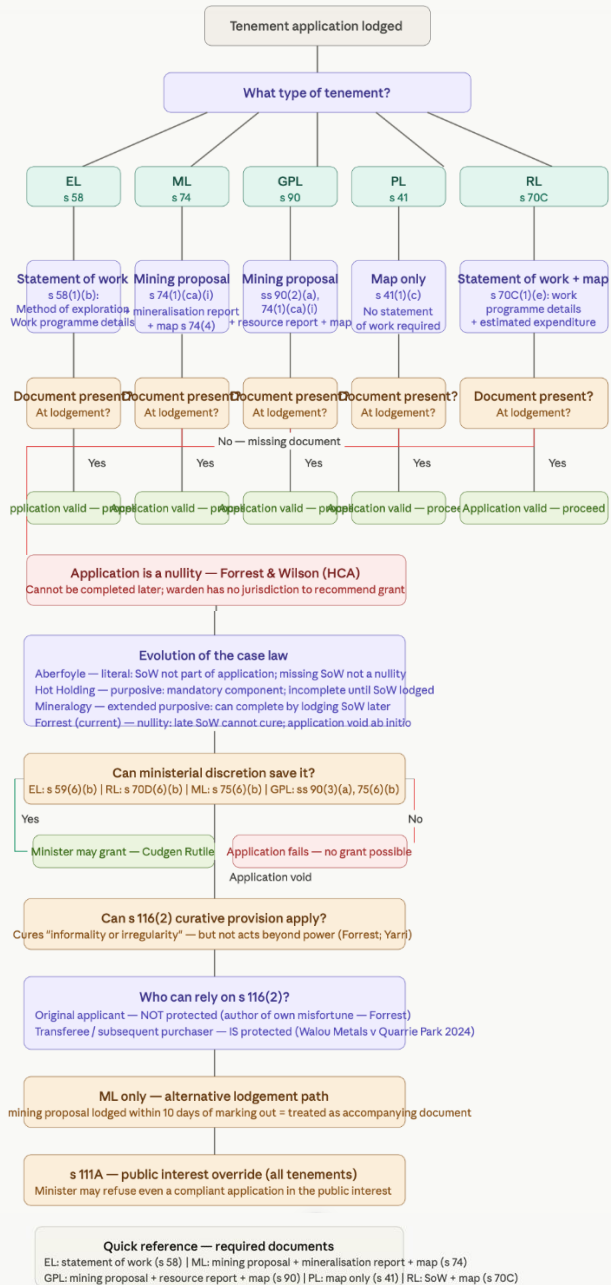 Tenement application lodged
What type of tenement?
EL
s 58
ML
s 74
GPL
s 90
PL
s 41
RL
s 70C
Statement of work
s 58(1)(b):
Method of exploration
Work programme details
Mining proposal
s 74(1)(ca)(i)
mineralisation report
+ map s 74(4)
Mining proposal
ss 90(2)(a),
74(1)(ca)(i)
+ resource report + map
Map only
s 41(1)(c)
No statement
of work required
Statement of work + map
s 70C(1)(e): work
programme details
+ estimated expenditure
Document present?
At lodgement?
Document present?
At lodgement?
Document present?
At lodgement?
Document present?
At lodgement?
Document present?
At lodgement?
No — missing document
Yes
Yes
Yes
Yes
Yes
pplication valid — proceed
Application valid — proceed
Application valid — proceed
Application valid — proceed
Application valid — proceed
Application is a nullity — Forrest & Wilson (HCA)
Cannot be completed later; warden has no jurisdiction to recommend grant
Evolution of the case law
Aberfoyle — literal: SoW not part of application; missing SoW not a nullity
Hot Holding — purposive: mandatory component; incomplete until SoW lodged
Mineralogy — extended purposive: can complete by lodging SoW later
Forrest (current) — nullity: late SoW cannot cure; application void ab initio
Can ministerial discretion save it?
EL: s 59(6)(b) | RL: s 70D(6)(b) | ML: s 75(6)(b) | GPL: ss 90(3)(a), 75(6)(b)
Yes
No
Minister may grant — Cudgen Rutile
Application fails — no grant possible
Application void
Can s 116(2) curative provision apply?
Cures "informality or irregularity" — but not acts beyond power (Forrest; Yarri)
Who can rely on s 116(2)?
Original applicant — NOT protected (author of own misfortune — Forrest)
Transferee / subsequent purchaser — IS protected (Walou Metals v Quarrie Park 2024)
ML only — alternative lodgement path
mining proposal lodged within 10 days of marking out = treated as accompanying document
s 111A — public interest override (all tenements)
Minister may refuse even a compliant application in the public interest
Quick reference — required documents
EL: statement of work (s 58) | ML: mining proposal + mineralisation report + map (s 74)
GPL: mining proposal + resource report + map (s 90) | PL: map only (s 41) | RL: SoW + map (s 70C)